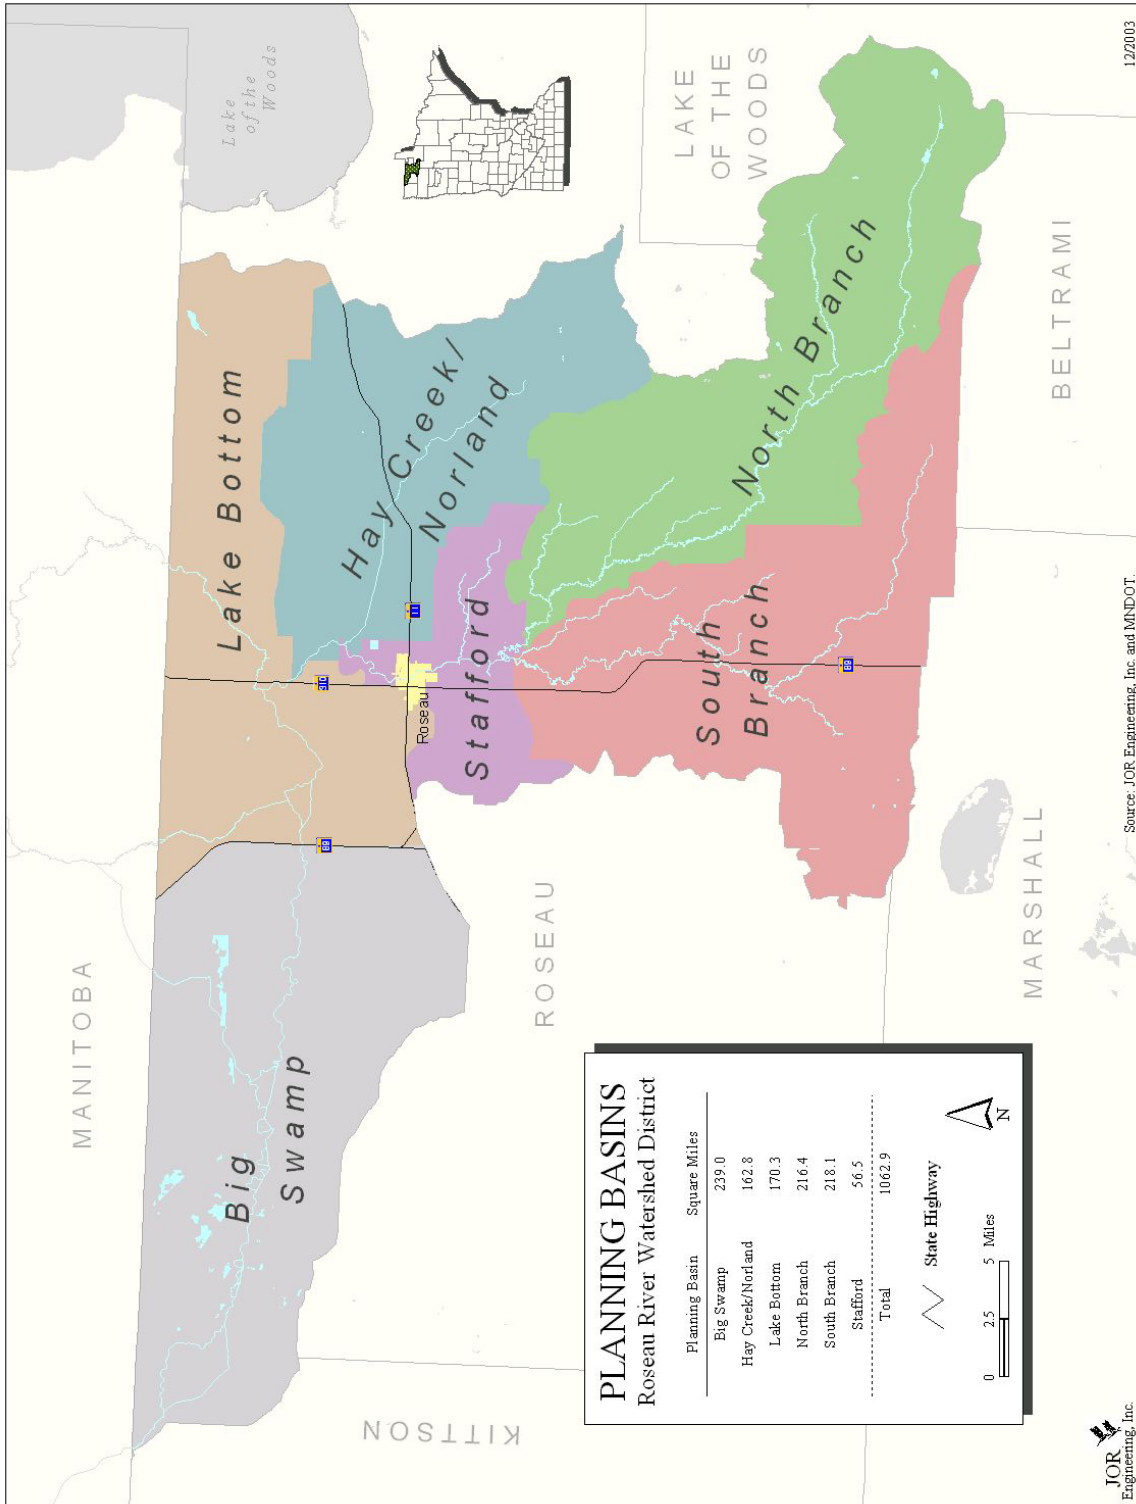 MANITOBA
Lake
of the
Woods
LAKE
OF THE
WOODS
Big
Swamp
Lake Bottom
Hay Creek/
Norland
Stafford
North Branch
South
Branch
Roseau
89
310
11
89
ROSEAU
KITTSON
MARSHALL
BELTRAMI
PLANNING BASINS
Roseau River Watershed District
Planning Basin Square Miles
Big Swamp 239.0
Hay Creek/Norland 162.8
Lake Bottom 170.3
North Branch 216.4
South Branch 218.1
Stafford 56.5
Total 1062.9
State Highway
0 2.5 5 Miles
N
JOR
Engineering, Inc.
Source: JOR Engineering, Inc. and MNDOT.
12/2003